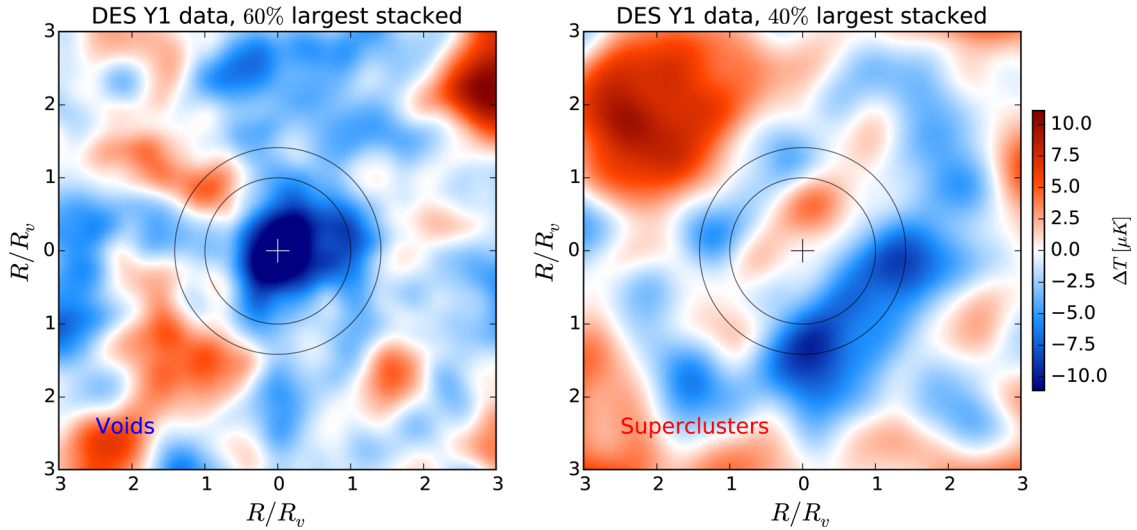 DES Y1 data, 60% largest stacked
3
2
1
0
1
2
3
R/R_v
Voids
3 2 1 0 1 2 3
R/R_v
DES Y1 data, 40% largest stacked
3
2
1
0
1
2
3
R/R_v
Superclusters
3 2 1 0 1 2 3
R/R_v
10.0
7.5
5.0
2.5
0.0
−2.5
−5.0
−7.5
−10.0
ΔT [μK]